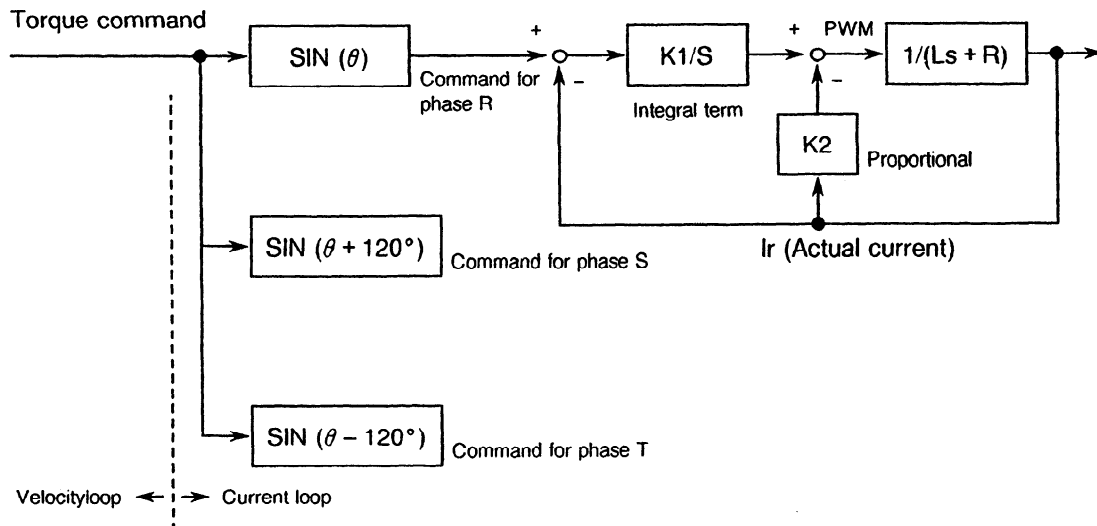 Torque command
SIN (θ)
+
−
Command for
phase R
K1/S
Integral term
+
−
PWM
1/(Ls + R)
K2
Proportional
Ir (Actual current)
SIN (θ + 120°)
Command for phase S
SIN (θ − 120°)
Command for phase T
Velocityloop
Current loop